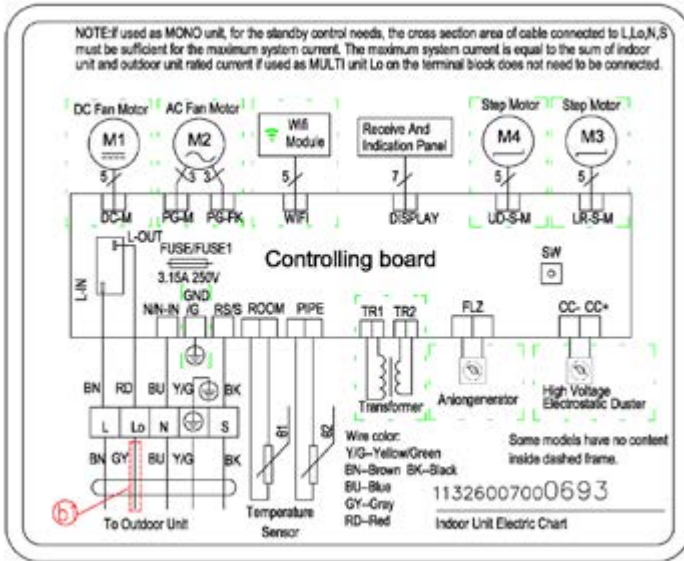 NOTE:If used as MONO unit, for the standby control needs, the cross section area of cable connected to L,Lo,N,S
must be sufficient for the maximum system current. The maximum system current is equal to the sum of indoor
unit and outdoor unit rated current if used as MULTI unit Lo on the terminal block does not need to be connected.
DC Fan Motor AC Fan Motor Step Motor Step Motor
M1 M2 Wifi Module Receive And Indication Panel M4 M3
5 3 3 5 7 5 5
DC-M PG-M PG-FK WIFI DISPLAY UD-S-M LR-S-M
L-OUT
L-IN
FUSE/FUSE1
3.15A 250V
Controlling board
SW
GND
N/N-IN /G RS/S ROOM PIPE TR1 TR2 FLZ CC- CC+
BN RD BU Y/G BK
Transformer
Aniongenerator
High Voltage
Electrostatic Duster
L Lo N S
BN GY BU Y/G BK
b1
To Outdoor Unit
θ1 θ2
Temperature
Sensor
Wire color:
Y/G--Yellow/Green
BN--Brown BK--Black
BU--Blue
GY--Gray
RD--Red
Some models have no content
inside dashed frame.
11326007000693
Indoor Unit Electric Chart